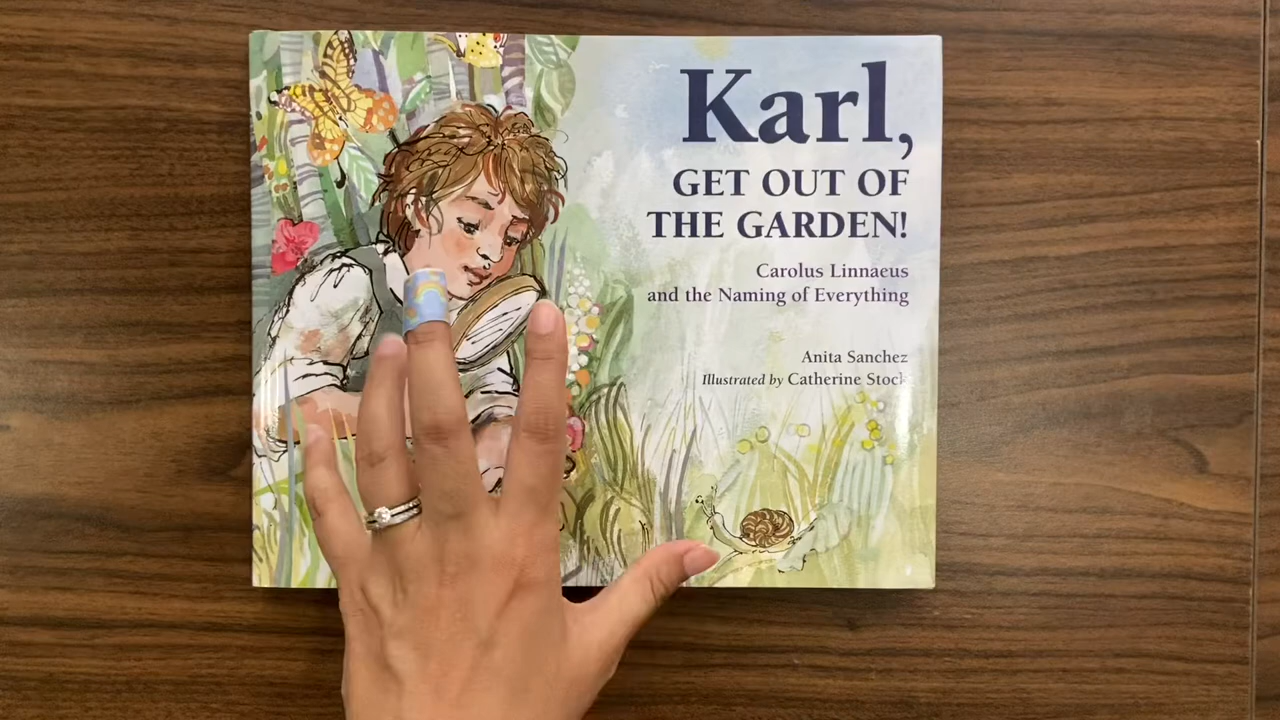 Karl,
GET OUT OF
THE GARDEN!
Carolus Linnaeus
and the Naming of Everything
Anita Sanchez
Illustrated by Catherine Stock